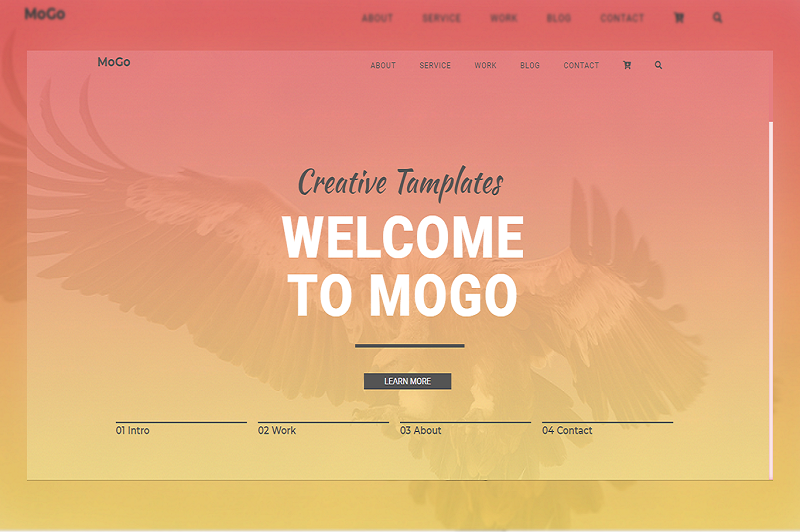 MoGo
ABOUT SERVICE WORK BLOG CONTACT
MoGo
ABOUT SERVICE WORK BLOG CONTACT
Creative Tamplates
WELCOME
TO MOGO
LEARN MORE
01 Intro
02 Work
03 About
04 Contact